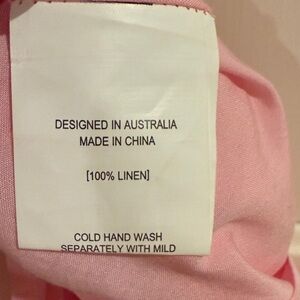 DESIGNED IN AUSTRALIA
MADE IN CHINA
[100% LINEN]
COLD HAND WASH
SEPARATELY WITH MILD